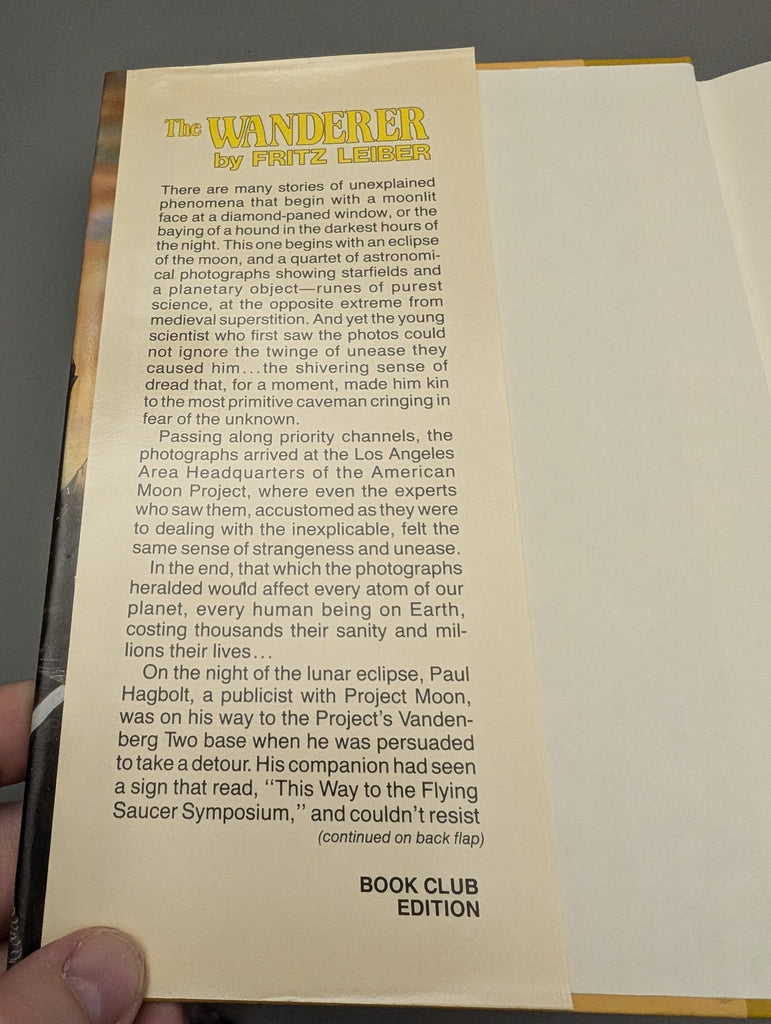 The WANDERER
by FRITZ LEIBER
There are many stories of unexplained
phenomena that begin with a moonlit
face at a diamond-paned window, or the
baying of a hound in the darkest hours of
the night. This one begins with an eclipse
of the moon, and a quartet of astronomi-
cal photographs showing starfields and
a planetary object—runes of purest
science, at the opposite extreme from
medieval superstition. And yet the young
scientist who first saw the photos could
not ignore the twinge of unease they
caused him...the shivering sense of
dread that, for a moment, made him kin
to the most primitive caveman cringing in
fear of the unknown.
Passing along priority channels, the
photographs arrived at the Los Angeles
Area Headquarters of the American
Moon Project, where even the experts
who saw them, accustomed as they were
to dealing with the inexplicable, felt the
same sense of strangeness and unease.
In the end, that which the photographs
heralded would affect every atom of our
planet, every human being on Earth,
costing thousands their sanity and mil-
lions their lives...
On the night of the lunar eclipse, Paul
Hagbolt, a publicist with Project Moon,
was on his way to the Project's Vanden-
berg Two base when he was persuaded
to take a detour. His companion had seen
a sign that read, "This Way to the Flying
Saucer Symposium," and couldn't resist
(continued on back flap)
BOOK CLUB
EDITION